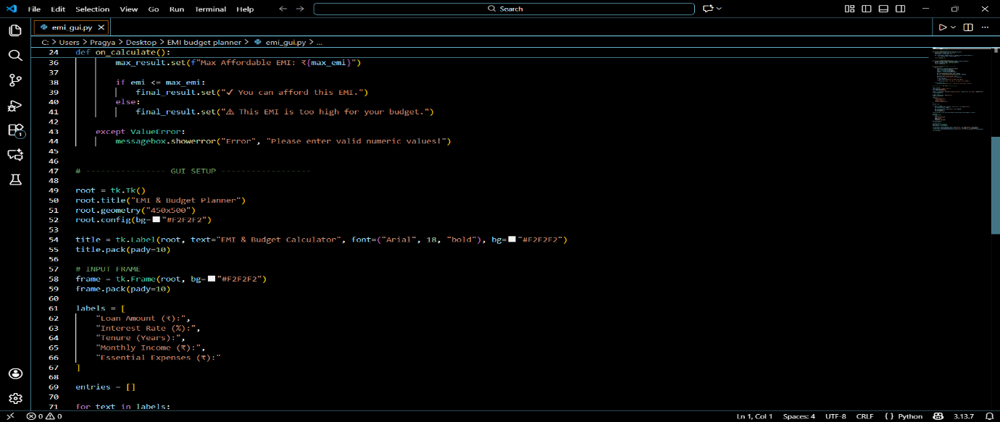 File Edit Selection View Go Run Terminal Help Search
emi_gui.py
C: > Users > Pragya > Desktop > EMI budget planner > emi_gui.py > ...
24 def on_calculate():
36 max_result.set(f"Max Affordable EMI: ₹{max_emi}")
37
38 if emi <= max_emi:
39 final_result.set("✓ You can afford this EMI.")
40 else:
41 final_result.set("⚠ This EMI is too high for your budget.")
42
43 except ValueError:
44 messagebox.showerror("Error", "Please enter valid numeric values!")
45
46
47 # ---------------- GUI SETUP ------------------
48
49 root = tk.Tk()
50 root.title("EMI & Budget Planner")
51 root.geometry("450x500")
52 root.config(bg="#F2F2F2")
53
54 title = tk.Label(root, text="EMI & Budget Calculator", font=("Arial", 18, "bold"), bg="#F2F2F2")
55 title.pack(pady=10)
56
57 # INPUT FRAME
58 frame = tk.Frame(root, bg="#F2F2F2")
59 frame.pack(pady=10)
60
61 labels = [
62 "Loan Amount (₹):",
63 "Interest Rate (%):",
64 "Tenure (Years):",
65 "Monthly Income (₹):",
66 "Essential Expenses (₹):"
67 ]
68
69 entries = []
70
71 for text in labels:
0 0 Ln 1, Col 1 Spaces: 4 UTF-8 CRLF { } Python 3.13.7